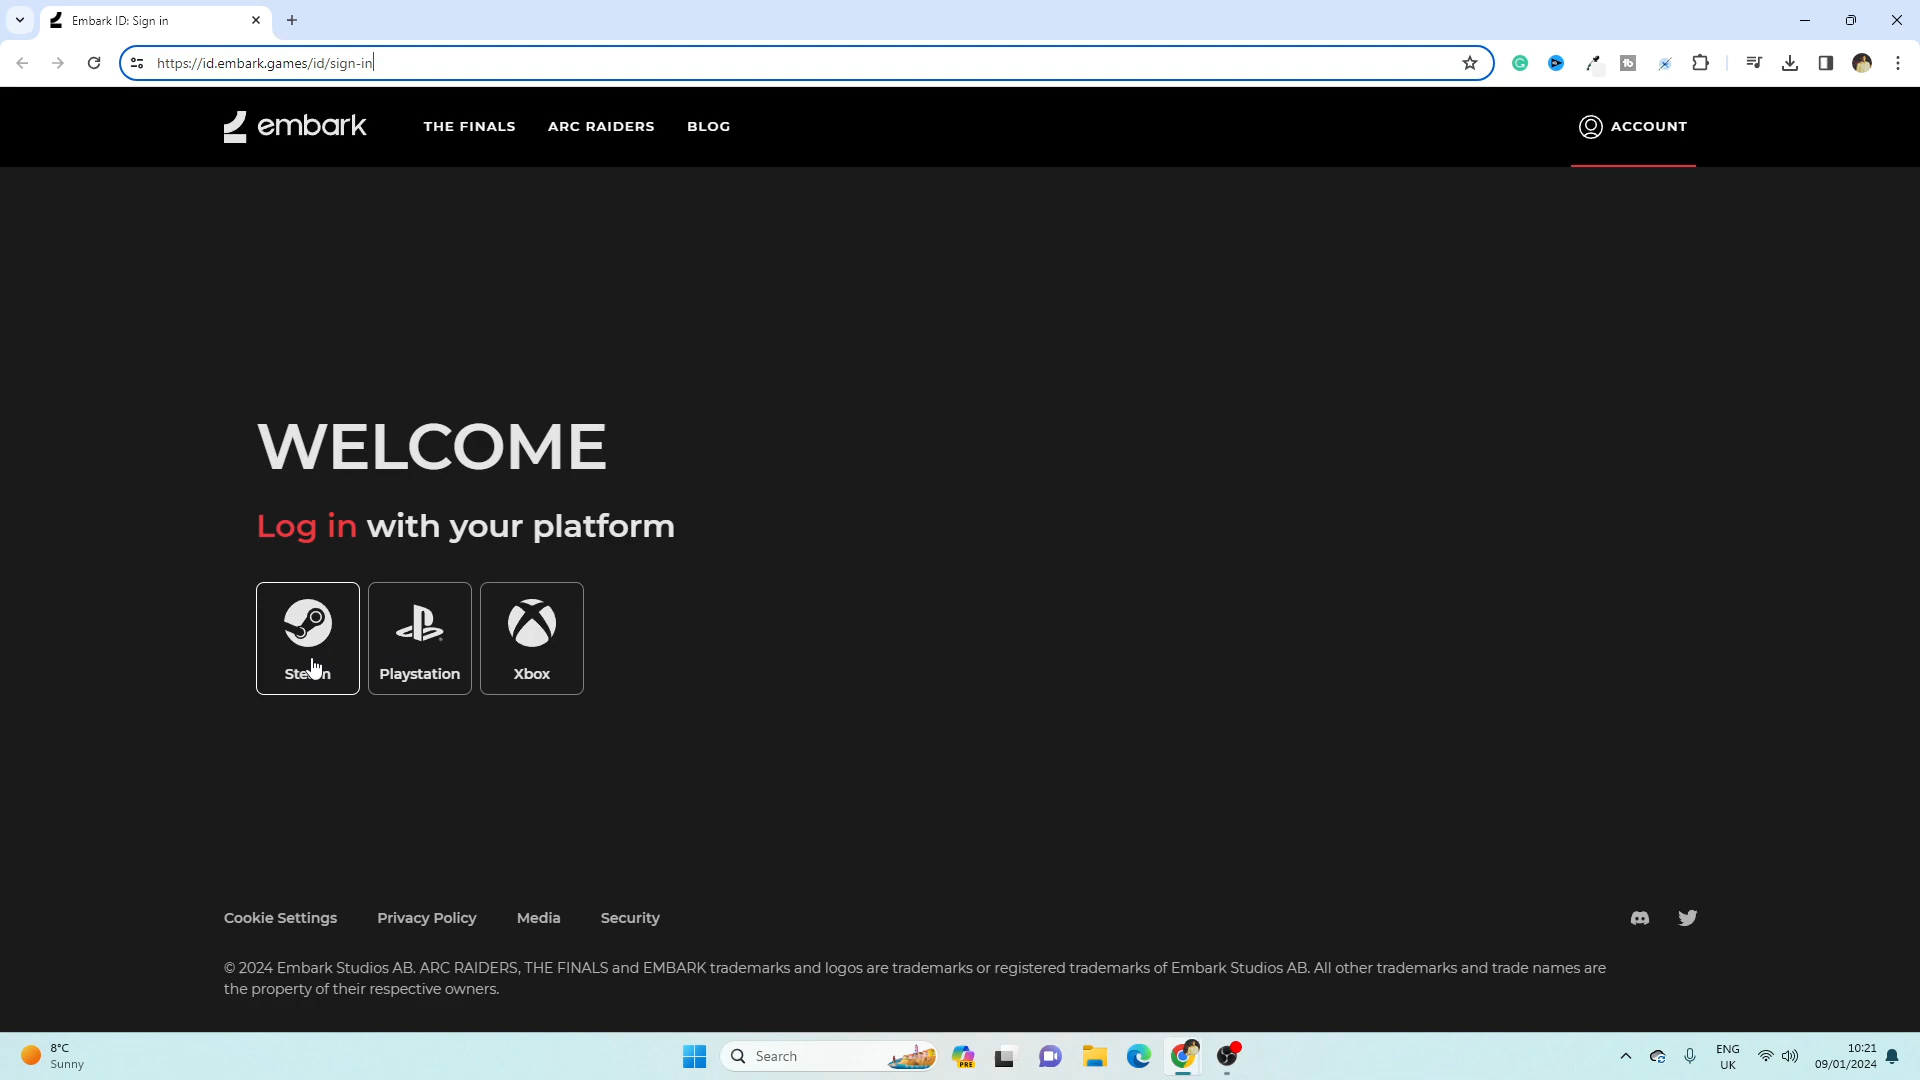 Embark ID: Sign in
https://id.embark.games/id/sign-in
embark
THE FINALS
ARC RAIDERS
BLOG
ACCOUNT
WELCOME
Log in with your platform
Steam
Playstation
Xbox
Cookie Settings
Privacy Policy
Media
Security
© 2024 Embark Studios AB. ARC RAIDERS, THE FINALS and EMBARK trademarks and logos are trademarks or registered trademarks of Embark Studios AB. All other trademarks and trade names are
the property of their respective owners.
8°C
Sunny
Search
PRE
ENG
UK
10:21
09/01/2024